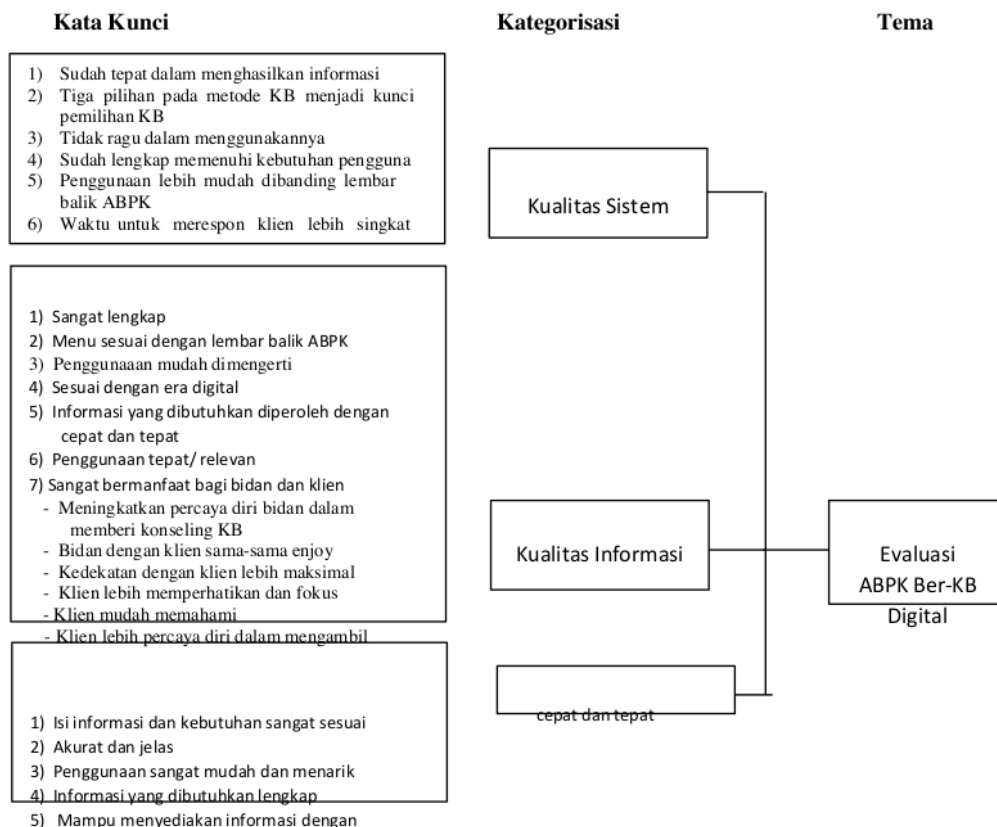 Kata Kunci
Kategorisasi
Tema
1) Sudah tepat dalam menghasilkan informasi
2) Tiga pilihan pada metode KB menjadi kunci
pemilihan KB
3) Tidak ragu dalam menggunakannya
4) Sudah lengkap memenuhi kebutuhan pengguna
5) Penggunaan lebih mudah dibanding lembar
balik ABPK
6) Waktu untuk merespon klien lebih singkat
Kualitas Sistem
1) Sangat lengkap
2) Menu sesuai dengan lembar balik ABPK
3) Penggunaaan mudah dimengerti
4) Sesuai dengan era digital
5) Informasi yang dibutuhkan diperoleh dengan
cepat dan tepat
6) Penggunaan tepat/ relevan
7) Sangat bermanfaat bagi bidan dan klien
- Meningkatkan percaya diri bidan dalam
memberi konseling KB
- Bidan dengan klien sama-sama enjoy
- Kedekatan dengan klien lebih maksimal
- Klien lebih memperhatikan dan fokus
- Klien mudah memahami
- Klien lebih percaya diri dalam mengambil
Kualitas Informasi
Evaluasi
ABPK Ber-KB
Digital
1) Isi informasi dan kebutuhan sangat sesuai
2) Akurat dan jelas
3) Penggunaan sangat mudah dan menarik
4) Informasi yang dibutuhkan lengkap
5) Mampu menyediakan informasi dengan
cepat dan tepat